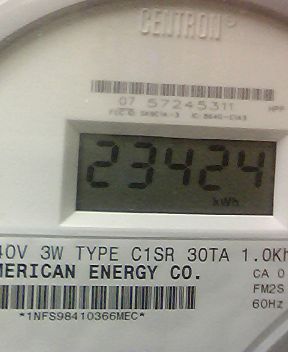 CENTRON
07 57245311
23424
kWh
40V 3W TYPE C1SR 30TA 1.0Kh
MERICAN ENERGY CO.
CA 0
FM2S
60Hz
*1NFS98410366MEC*